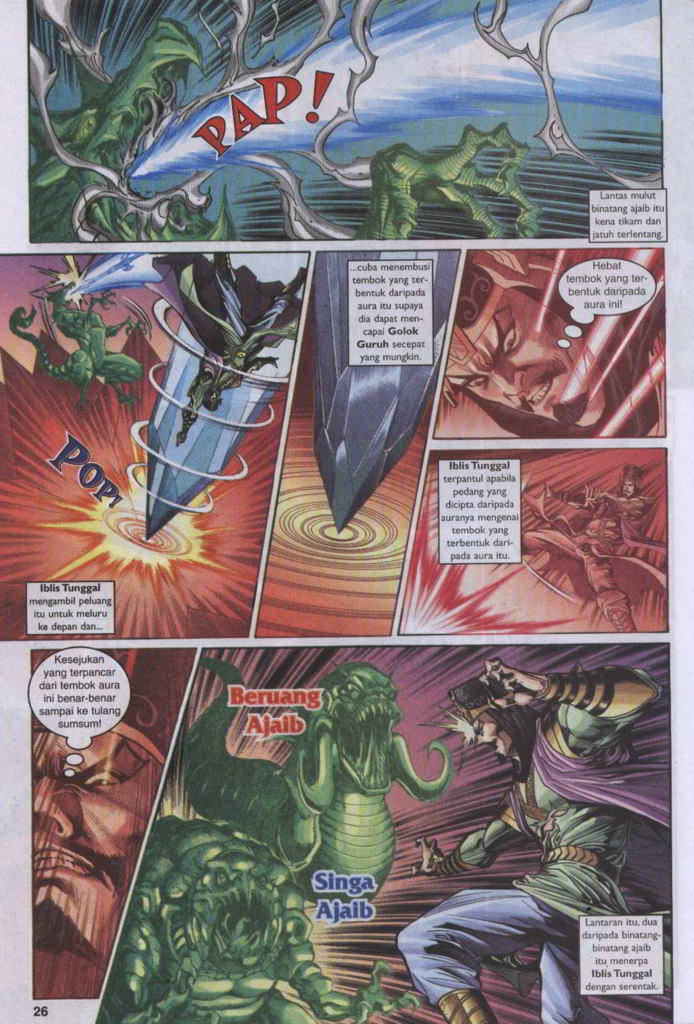 PAP!
Lantas mulut
binatang ajaib itu
kena tikam dan
jatuh terlentang.
POP!
Iblis Tunggal
mengambil peluang
itu untuk meluru
ke depan dan...
...cuba menembusi
tembok yang ter-
bentuk daripada
aura itu supaya
dia dapat men-
capai Golok
Guruh secepat
yang mungkin.
Hebat
tembok yang ter-
bentuk daripada
aura ini!
Iblis Tunggal
terpantul apabila
pedang yang
dicipta daripada
auranya mengenai
tembok yang
terbentuk dari-
pada aura itu.
Kesejukan
yang terpancar
dari tembok aura
ini benar-benar
sampai ke tulang
sumsum!
Beruang
Ajaib
Singa
Ajaib
Lantaran itu, dua
daripada binatang-
binatang ajaib
itu menerpa
Iblis Tunggal
dengan serentak.
26